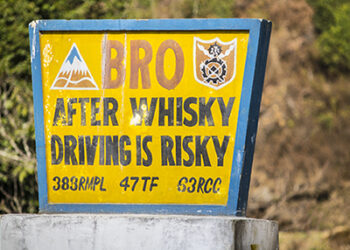 BRO
AFTER WHISKY
DRIVING IS RISKY
388RMPL 47TF 63RCC